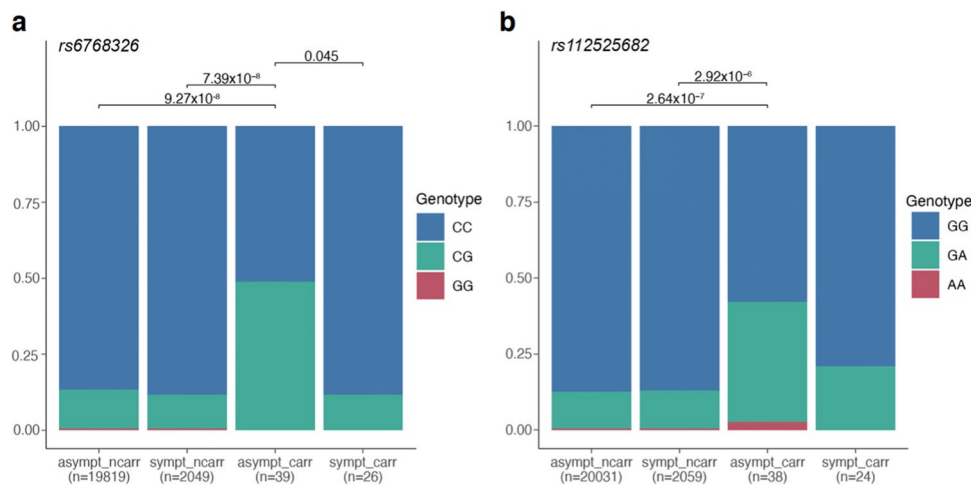 a
rs6768326
0.045
7.39x10⁻⁸
9.27x10⁻⁸
1.00
0.75
0.50
0.25
0.00
asympt_ncarr
(n=19819)
sympt_ncarr
(n=2049)
asympt_carr
(n=39)
sympt_carr
(n=26)
Genotype
CC
CG
GG
b
rs112525682
2.92x10⁻⁶
2.64x10⁻⁷
1.00
0.75
0.50
0.25
0.00
asympt_ncarr
(n=20031)
sympt_ncarr
(n=2059)
asympt_carr
(n=38)
sympt_carr
(n=24)
Genotype
GG
GA
AA